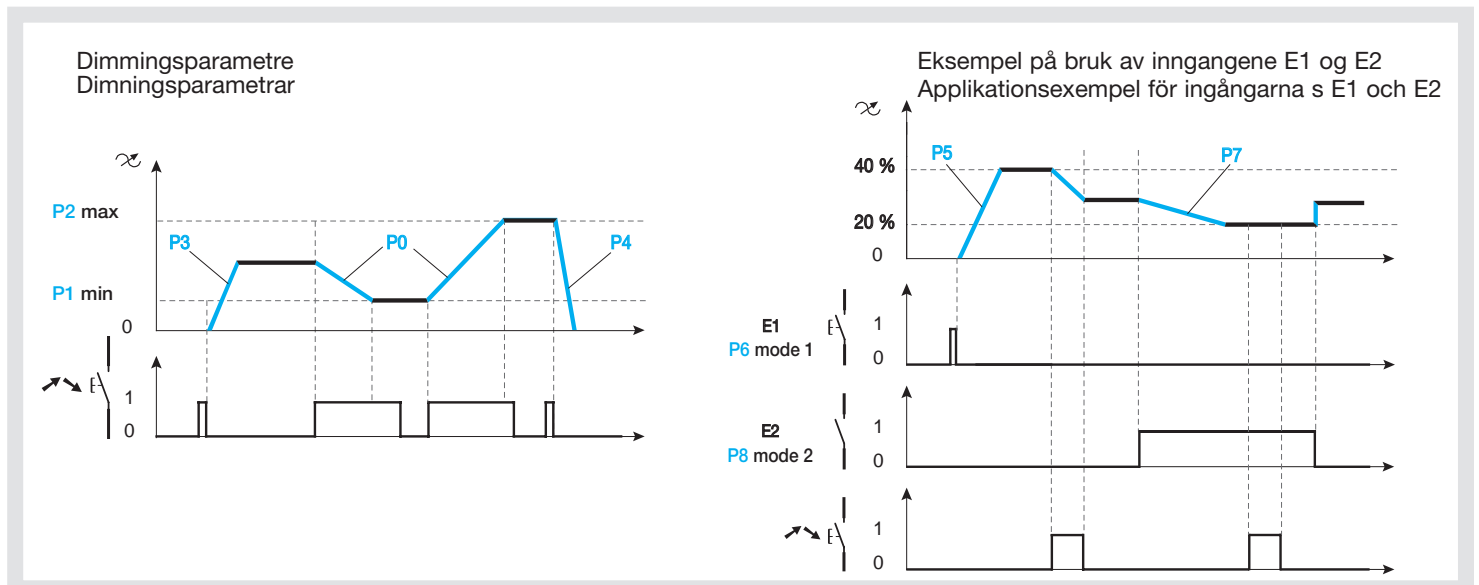 Dimmingsparametre
Dimningsparametrar
P2 max
P3
P0
P4
P1 min
0
1
0
Eksempel på bruk av inngangene E1 og E2
Applikationsexempel för ingångarna s E1 och E2
40 %
P5
P7
20 %
0
E1
P6 mode 1
1
0
E2
P8 mode 2
1
0
1
0